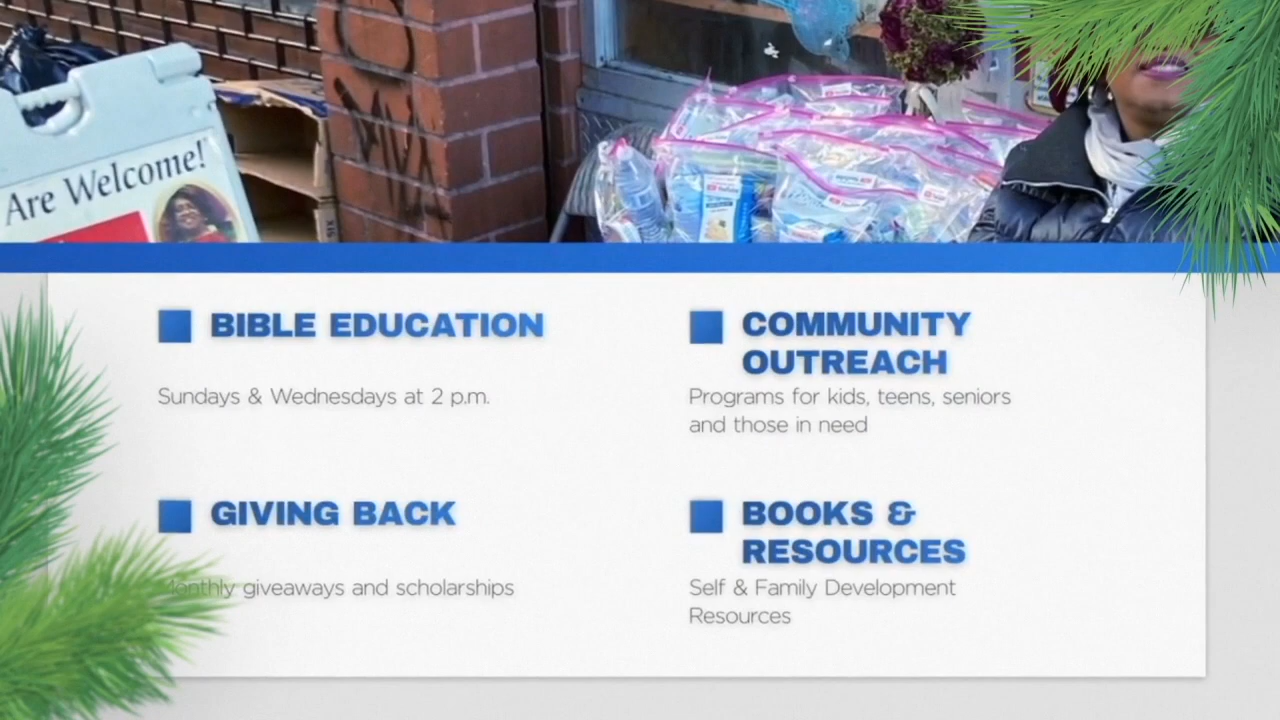 Are Welcome!
BIBLE EDUCATION
Sundays & Wednesdays at 2 p.m.
COMMUNITY
OUTREACH
Programs for kids, teens, seniors
and those in need
GIVING BACK
Monthly giveaways and scholarships
BOOKS &
RESOURCES
Self & Family Development
Resources